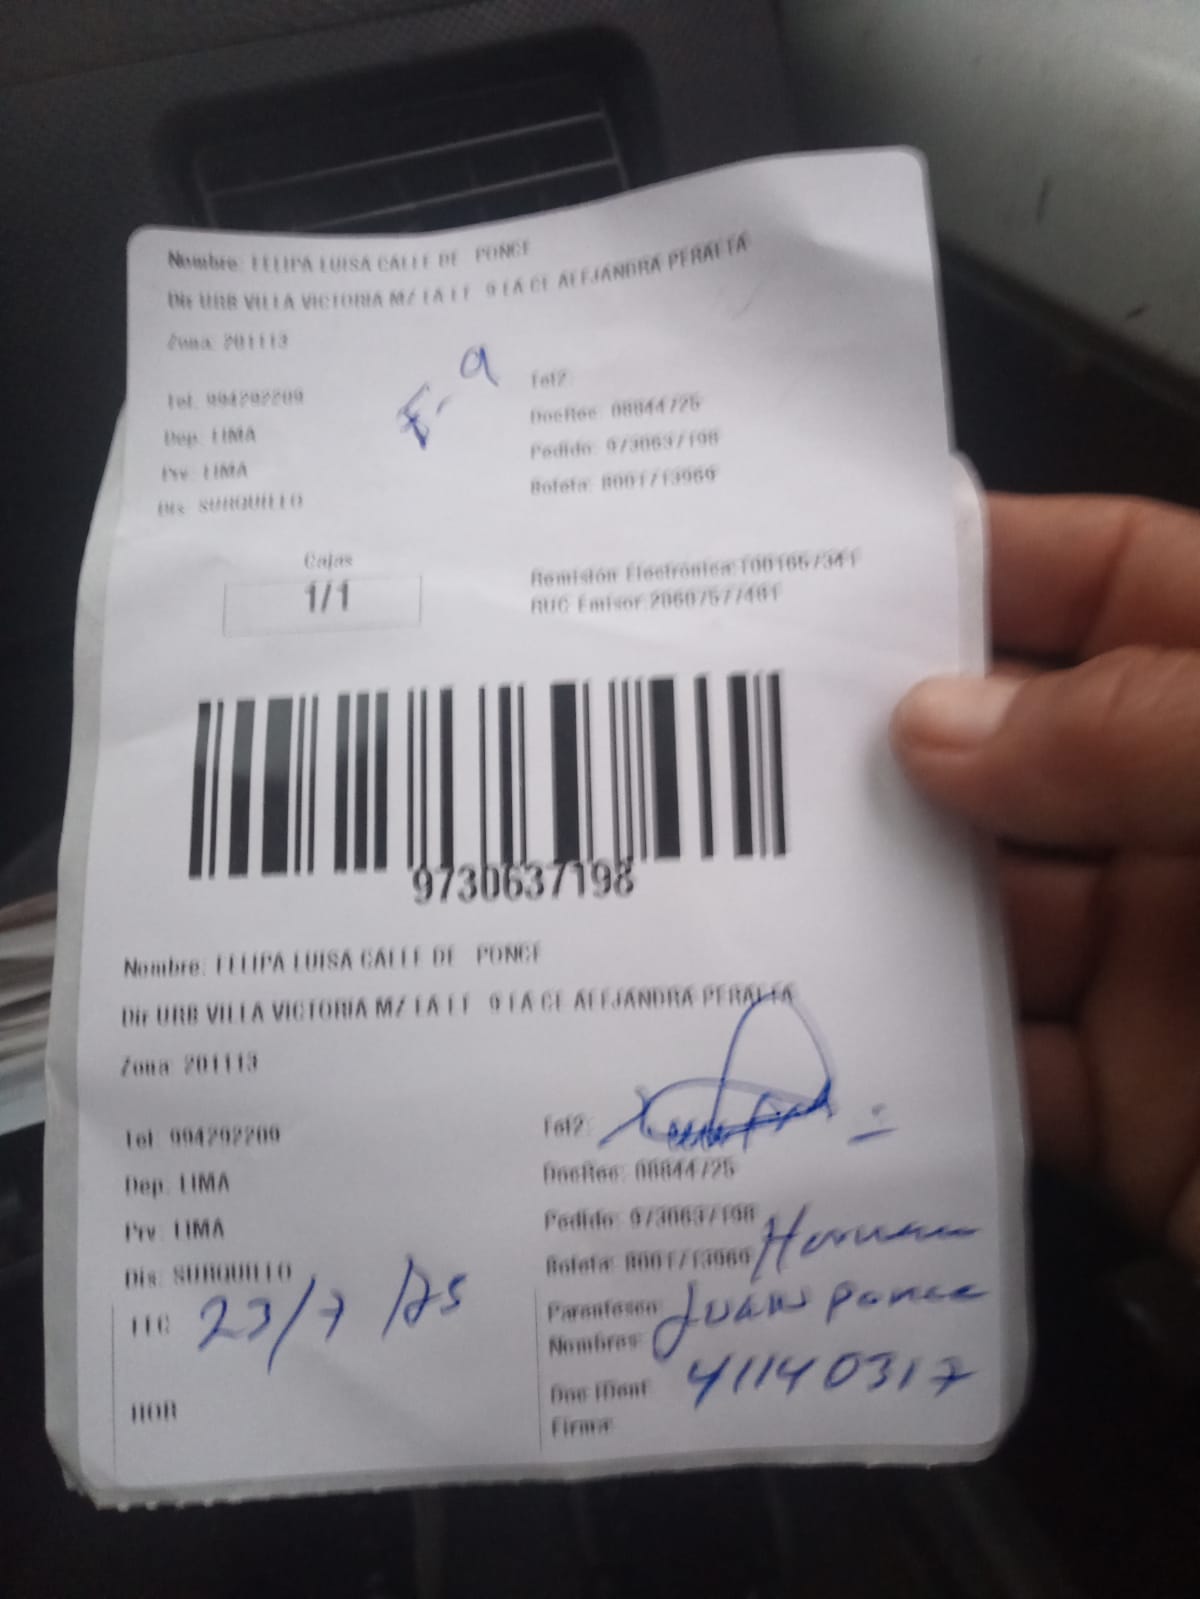 Nombre: FELIPA LUISA CALLE DE PONCE
Dir URB VILLA VICTORIA MZ LA LT 9 LA CE ALEJANDRA PERALTA
Zona: 201113
Tel: 994292209
Tel2:
Dep: LIMA
DocRec: 08844725
Prv: LIMA
Pedido: 9730637198
Dis: SURQUILLO
Boleta: B001713969
Cajas
1/1
Remisión Electrónica:T001657341
RUC Emisor:20607577481
9730637198
Nombre: FELIPA LUISA CALLE DE PONCE
Dir URB VILLA VICTORIA MZ LA LT 9 LA CE ALEJANDRA PERALTA
Zona: 201113
Tel: 994292209
Tel2:
Dep: LIMA
DocRec: 08844725
Prv: LIMA
Pedido: 9730637198
Dis: SURQUILLO
Boleta: B001713969
23/7/25
Parentesco:
Nombres: Juan Ponce
Doc IDent: 41140317
HOR
Firma: